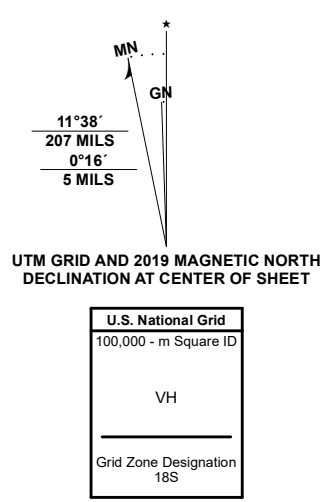 ★
MN
GN
11°38´
207 MILS
0°16´
5 MILS
UTM GRID AND 2019 MAGNETIC NORTH
DECLINATION AT CENTER OF SHEET
U.S. National Grid
100,000 - m Square ID
VH
Grid Zone Designation
18S